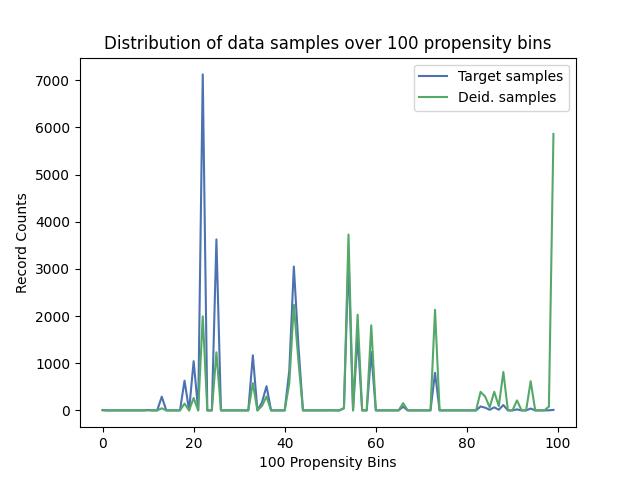 Distribution of data samples over 100 propensity bins
Target samples
Deid. samples
Record Counts
7000
6000
5000
4000
3000
2000
1000
0
0 20 40 60 80 100
100 Propensity Bins